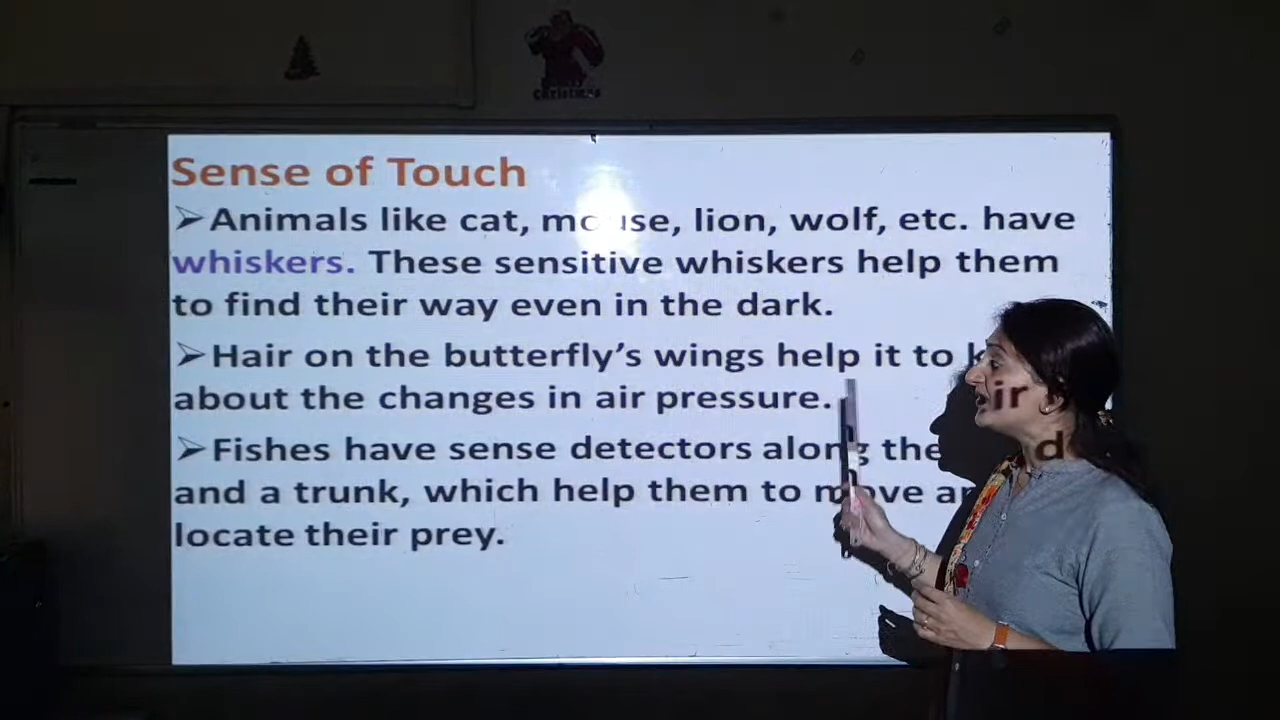 Christmas
Sense of Touch
➢Animals like cat, mouse, lion, wolf, etc. have
whiskers. These sensitive whiskers help them
to find their way even in the dark.
➢Hair on the butterfly's wings help it to
about the changes in air pressure.
➢Fishes have sense detectors along
and a trunk, which help them to move
locate their prey.